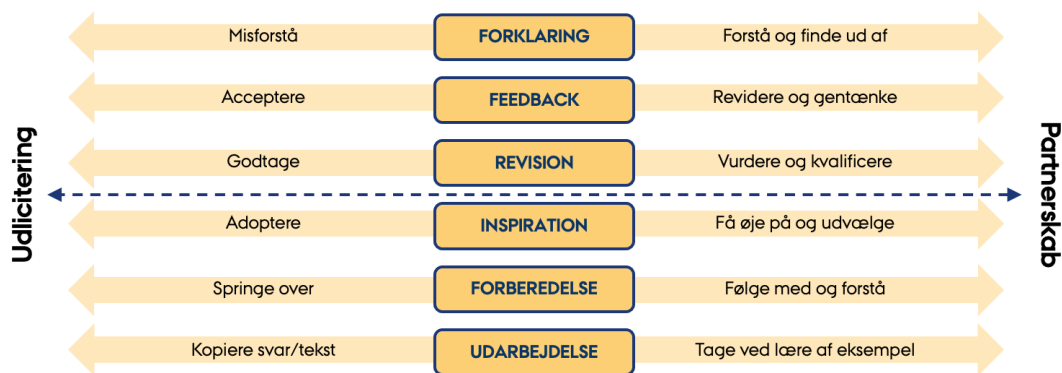 Misforstå FORKLARING Forstå og finde ud af
Acceptere FEEDBACK Revidere og gentænke
Godtage REVISION Vurdere og kvalificere
Udlicitering
Partnerskab
Adoptere INSPIRATION Få øje på og udvælge
Springe over FORBEREDELSE Følge med og forstå
Kopiere svar/tekst UDARBEJDELSE Tage ved lære af eksempel